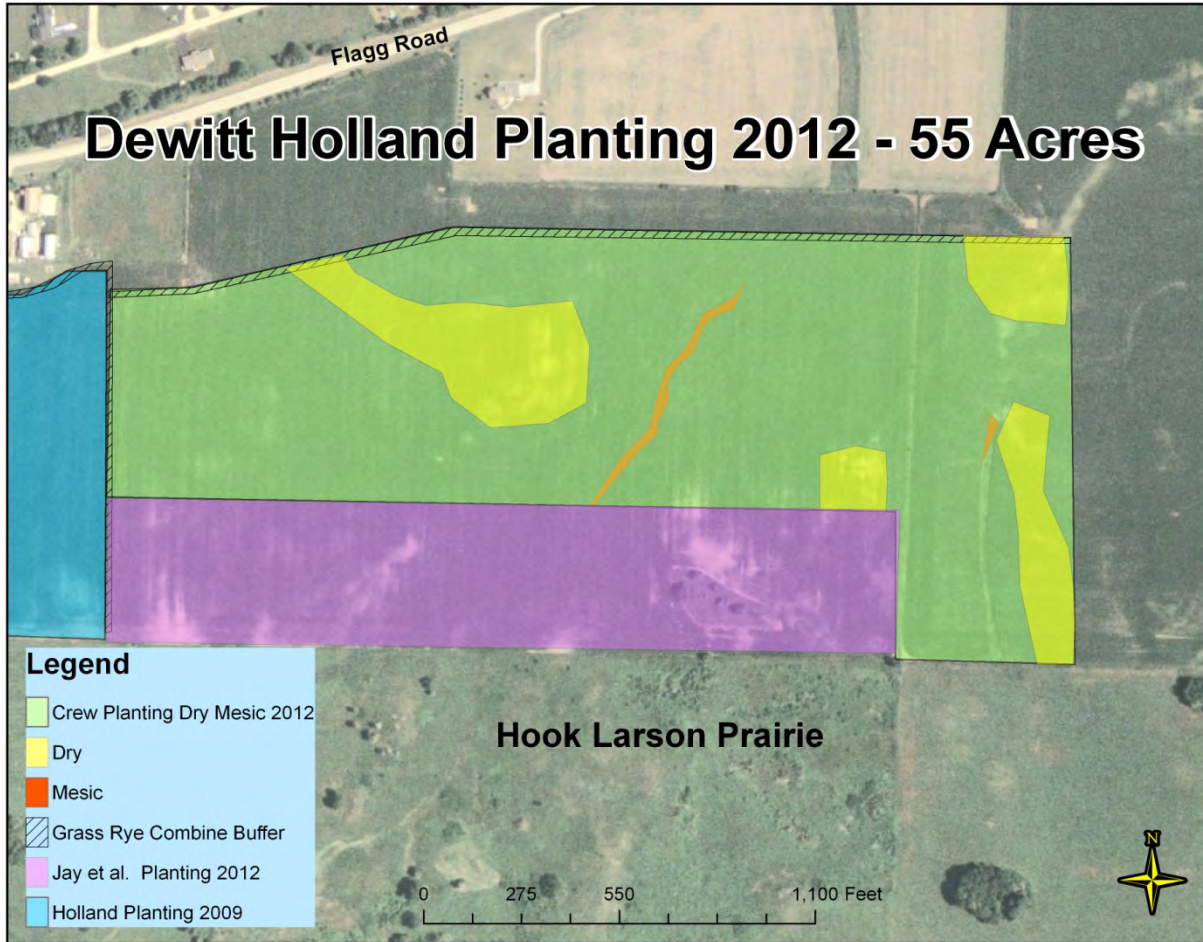 Flagg Road
Dewitt Holland Planting 2012 - 55 Acres
Hook Larson Prairie
Legend
Crew Planting Dry Mesic 2012
Dry
Mesic
Grass Rye Combine Buffer
Jay et al. Planting 2012
Holland Planting 2009
0 275 550 1,100 Feet
N